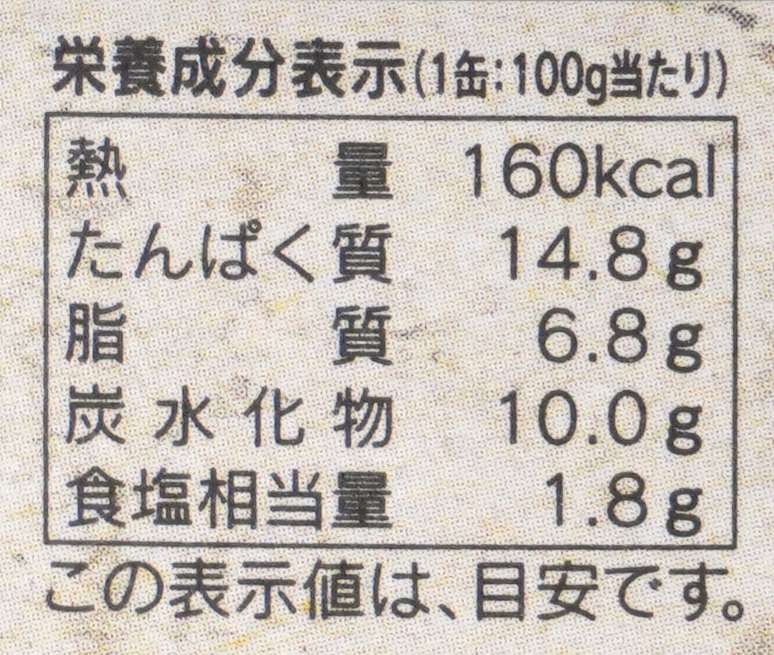 栄養成分表示(1缶:100g当たり)
熱量 160kcal
たんぱく質 14.8g
脂質 6.8g
炭水化物 10.0g
食塩相当量 1.8g
この表示値は、目安です。